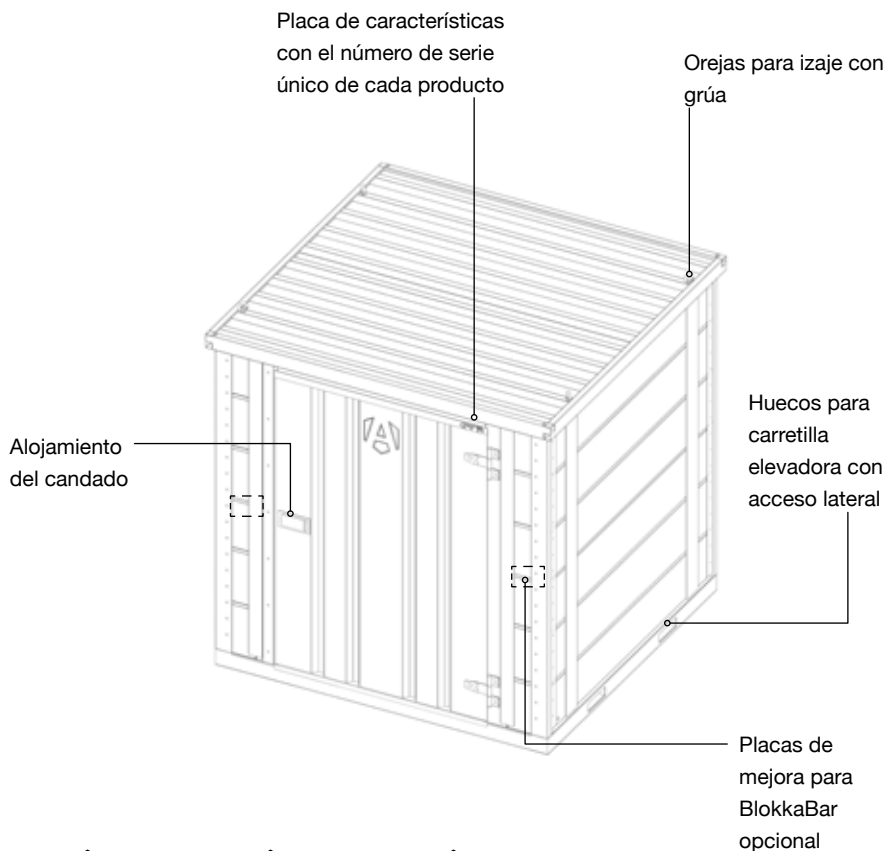 Placa de características
con el número de serie
único de cada producto
Orejas para izaje con
grúa
Alojamiento
del candado
Huecos para
carretilla
elevadora con
acceso lateral
Placas de
mejora para
BlokkaBar
opcional